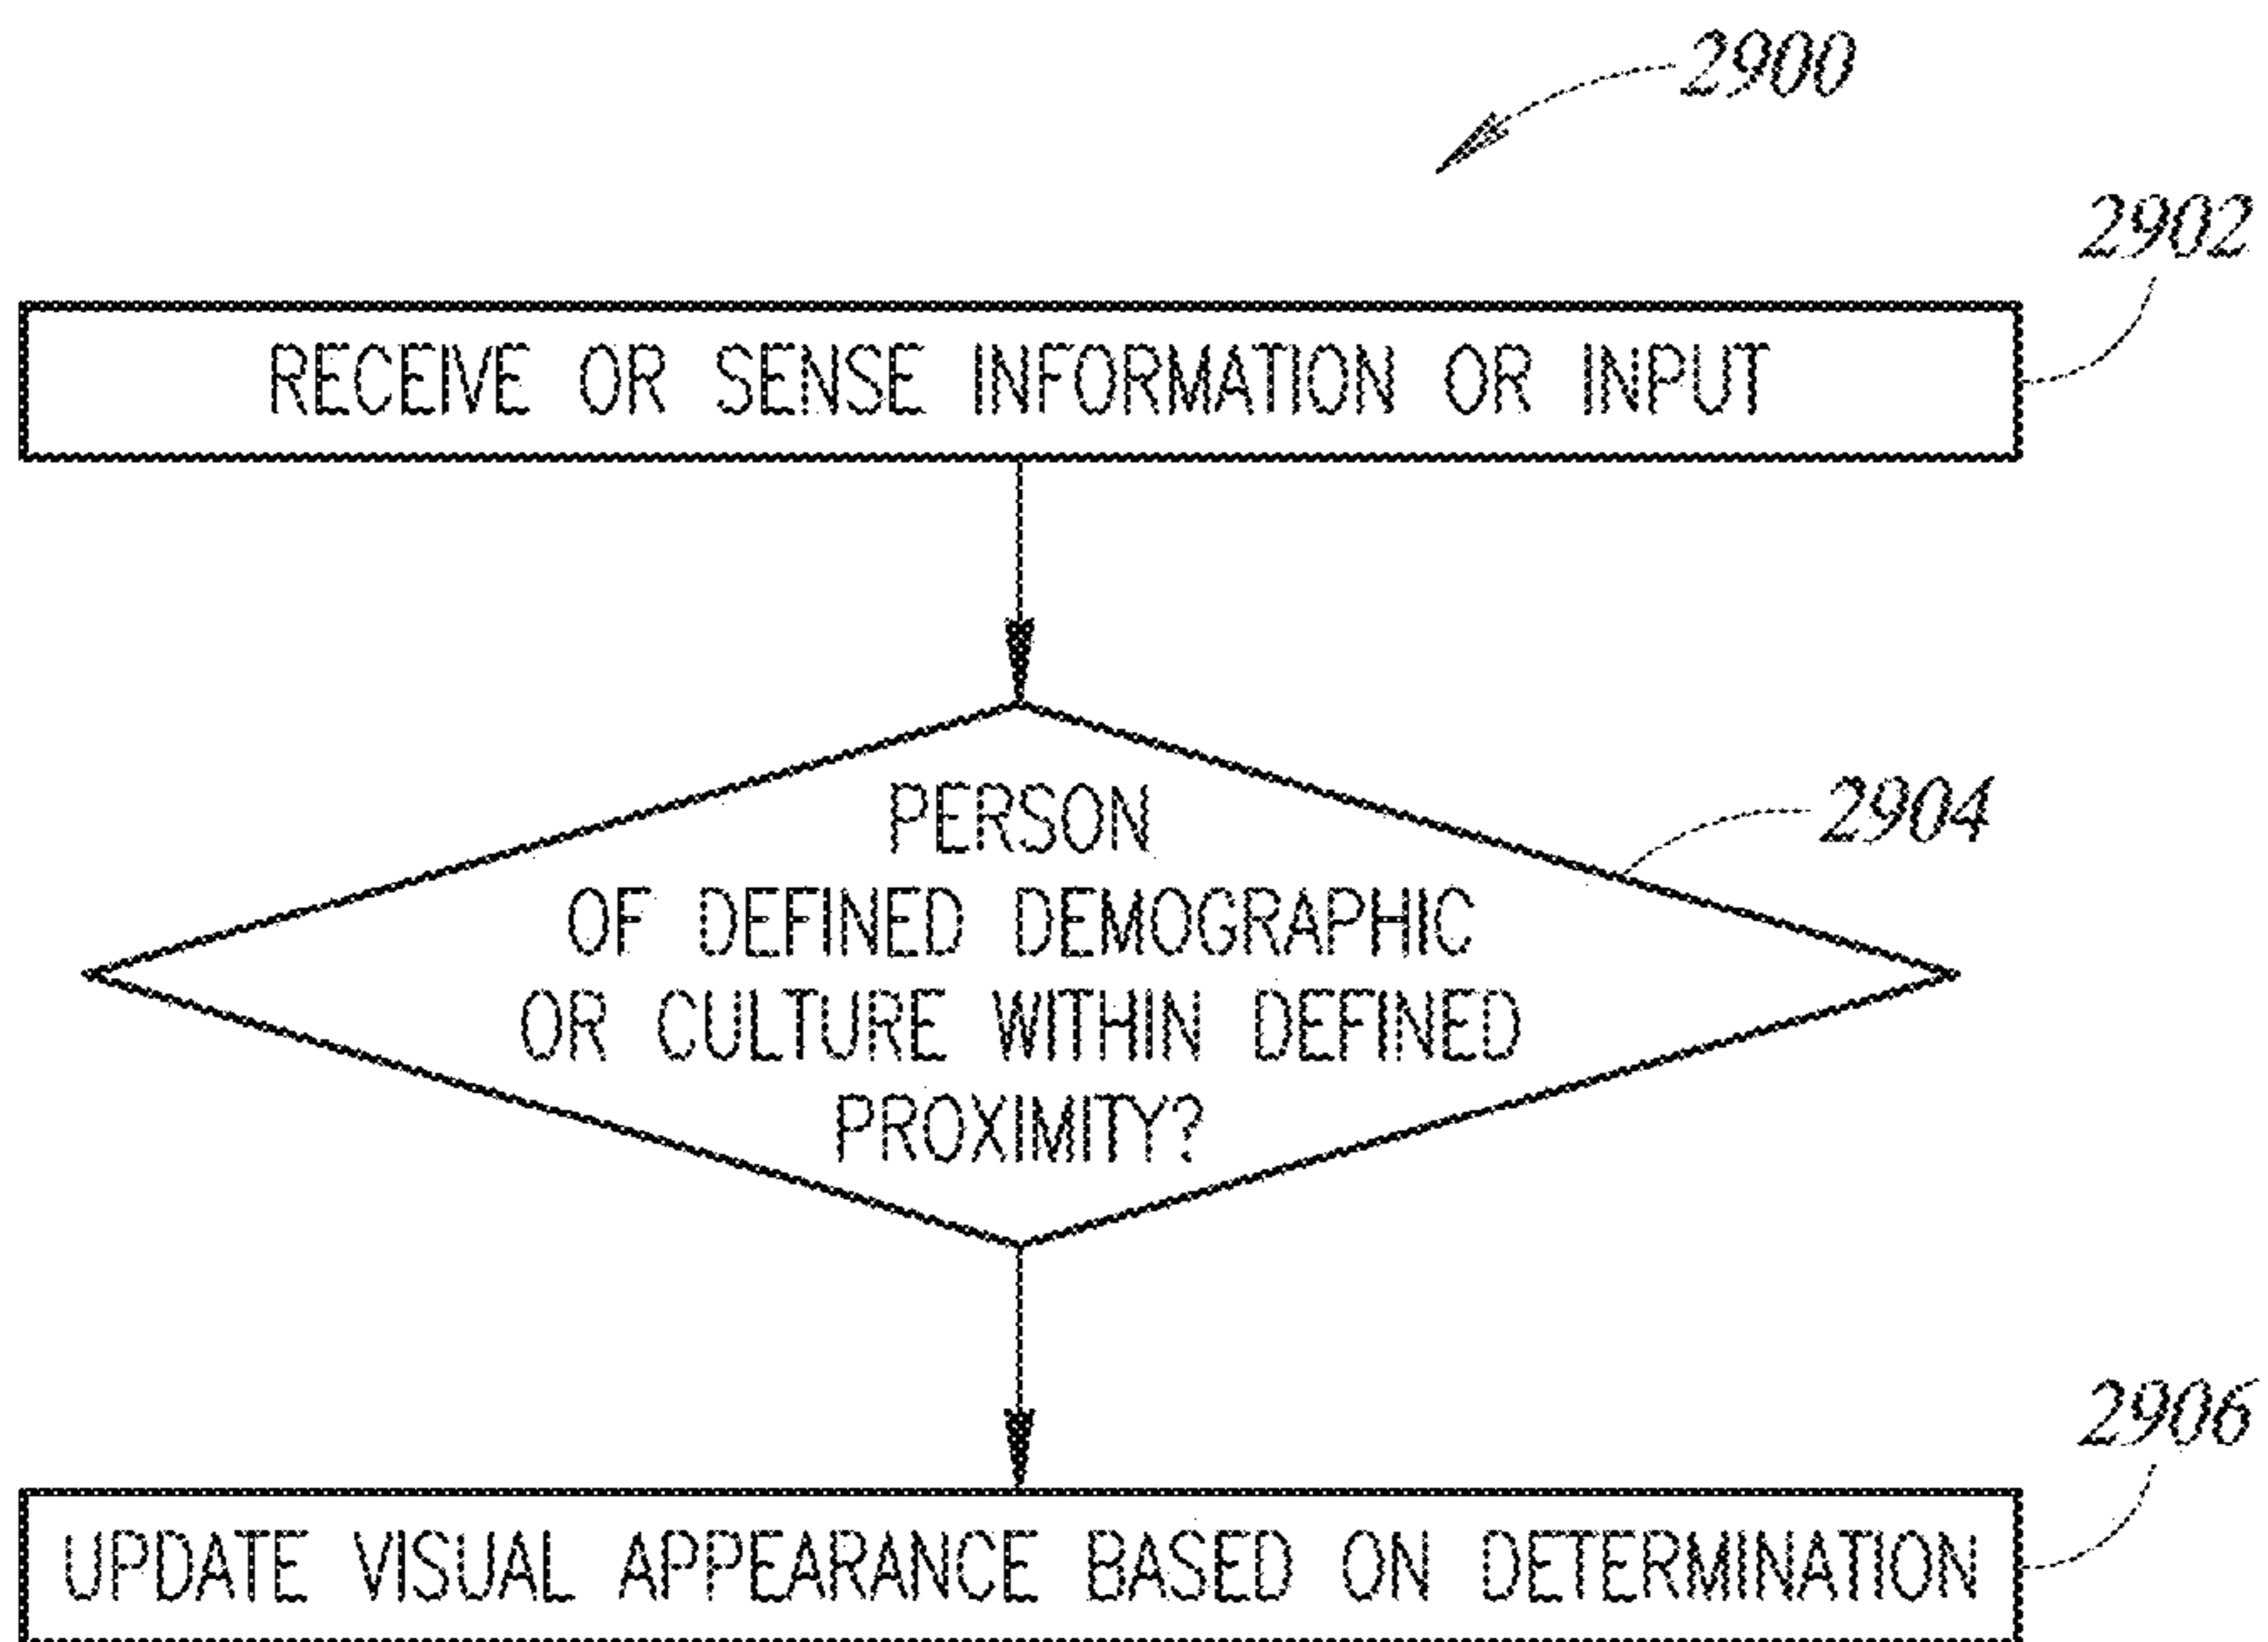 2900
2902
RECEIVE OR SENSE INFORMATION OR INPUT
PERSON
2904
OF DEFINED DEMOGRAPHIC
OR CULTURE WITHIN DEFINED
PROXIMITY?
2906
UPDATE VISUAL APPEARANCE BASED ON DETERMINATION